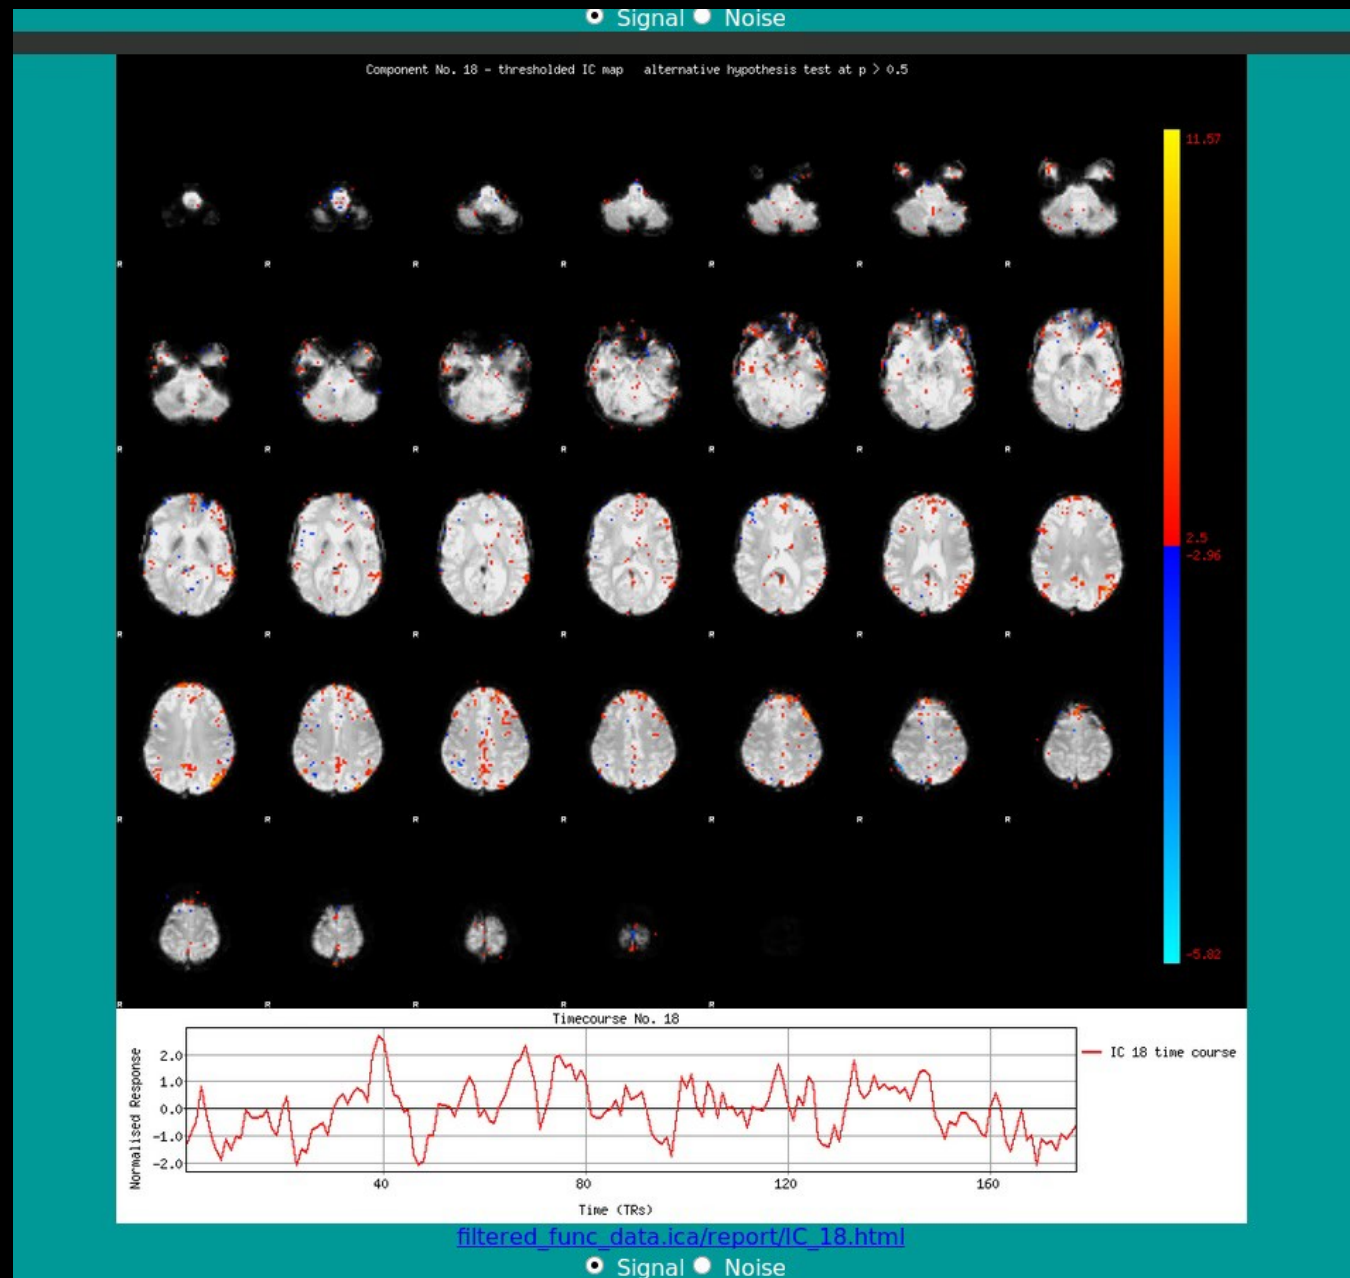 Signal Noise
Component No. 18 - thresholded IC map   alternative hypothesis test at p > 0.5
11.57
R R R R R R R
R R R R R R R
2.5
-2.96
R R R R R R R
R R R R R R R
-5.82
R R R R R
Timecourse No. 18
Normalised Response
2.0
1.0
0.0
-1.0
-2.0
IC 18 time course
40 80 120 160
Time (TRs)
filtered_func_data.ica/report/IC_18.html
Signal Noise